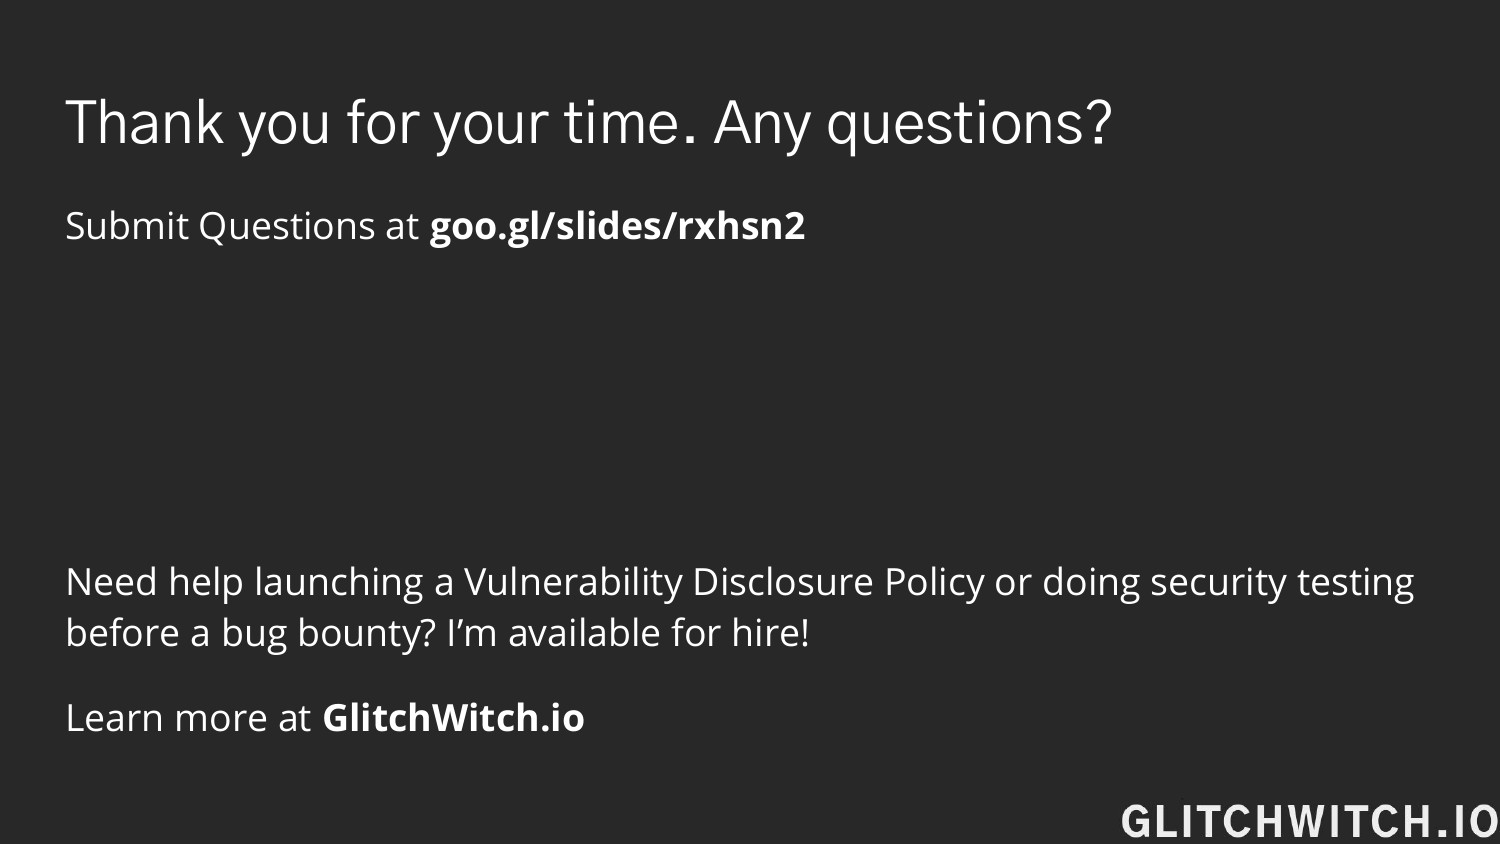 Thank you for your time. Any questions?
Submit Questions at goo.gl/slides/rxhsn2
Need help launching a Vulnerability Disclosure Policy or doing security testing
before a bug bounty? I’m available for hire!
Learn more at GlitchWitch.io
GLITCHWITCH.IO